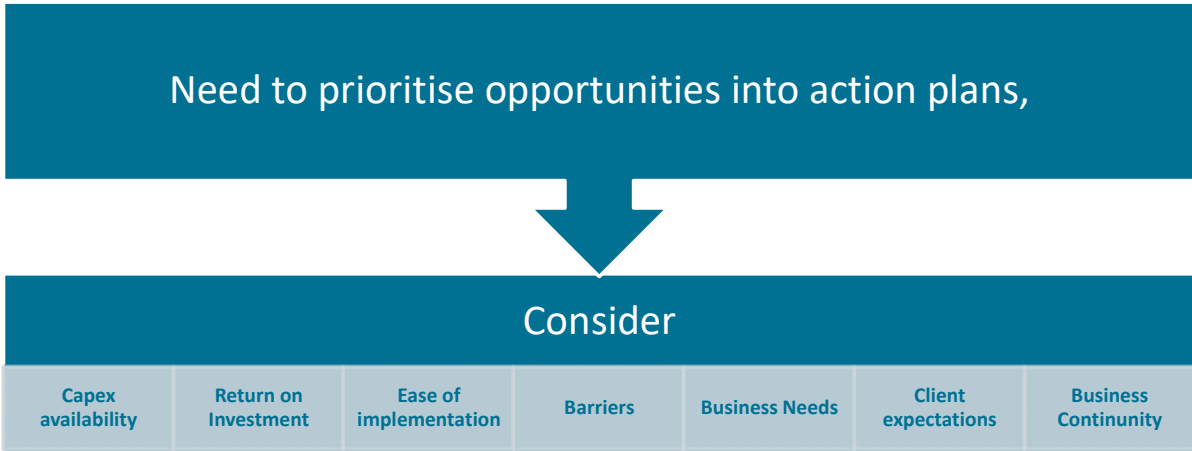 Need to prioritise opportunities into action plans,
Consider
Capex
availability
Return on
Investment
Ease of
implementation
Barriers
Business Needs
Client
expectations
Business
Continunity